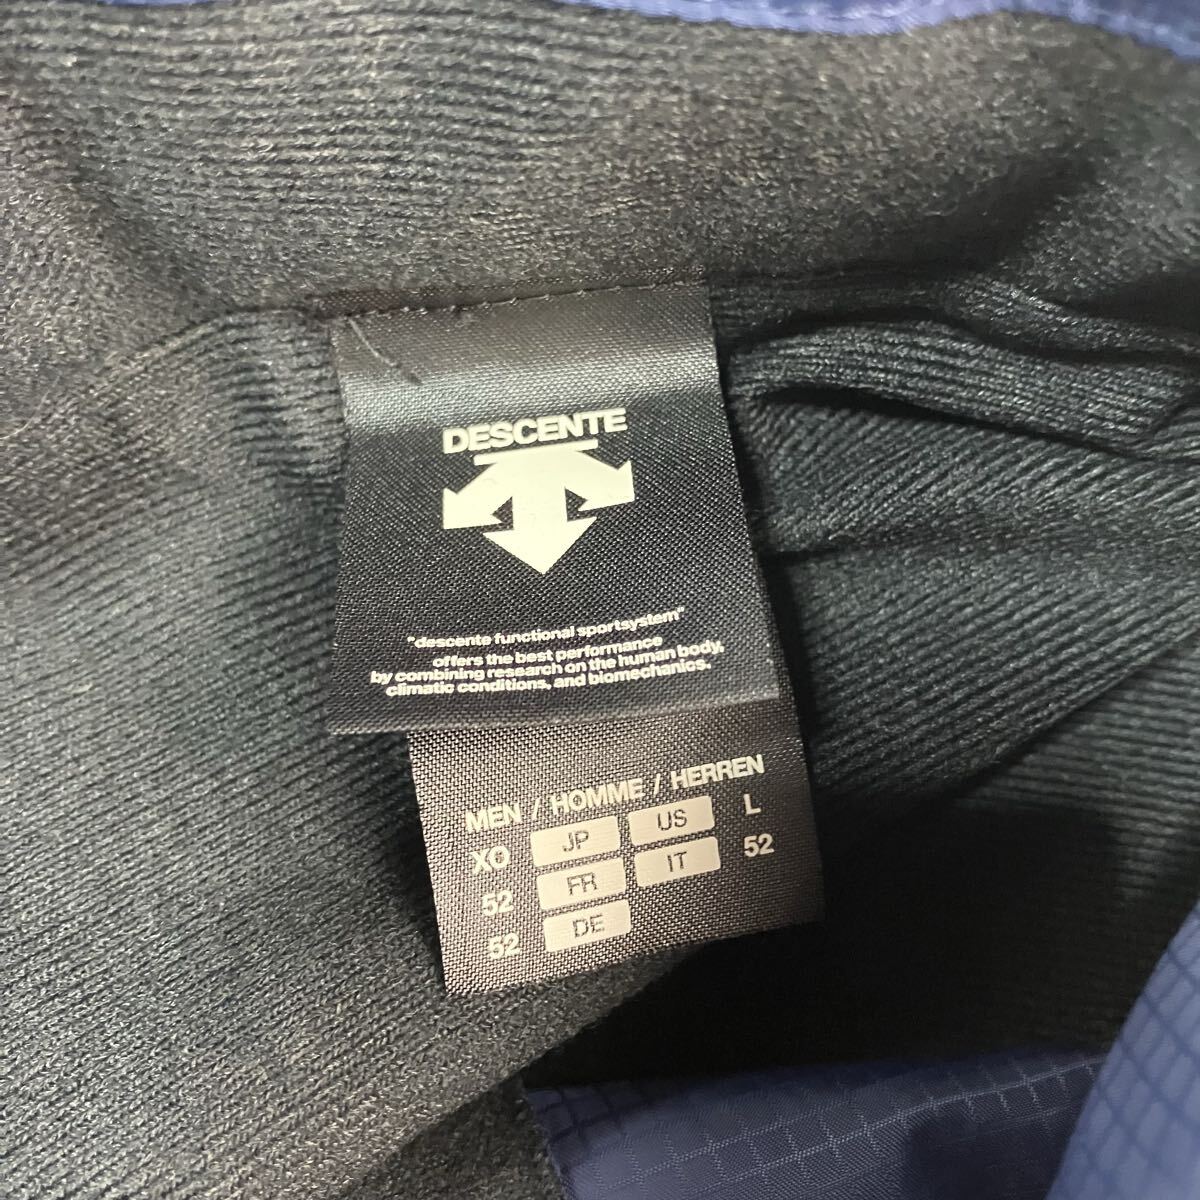 DESCENTE
"descente functional sportsystem"
offers the best performance
by combining research on the human body,
climatic conditions, and biomechanics.
MEN / HOMME / HERREN
XO JP US L
52 FR IT 52
52 DE